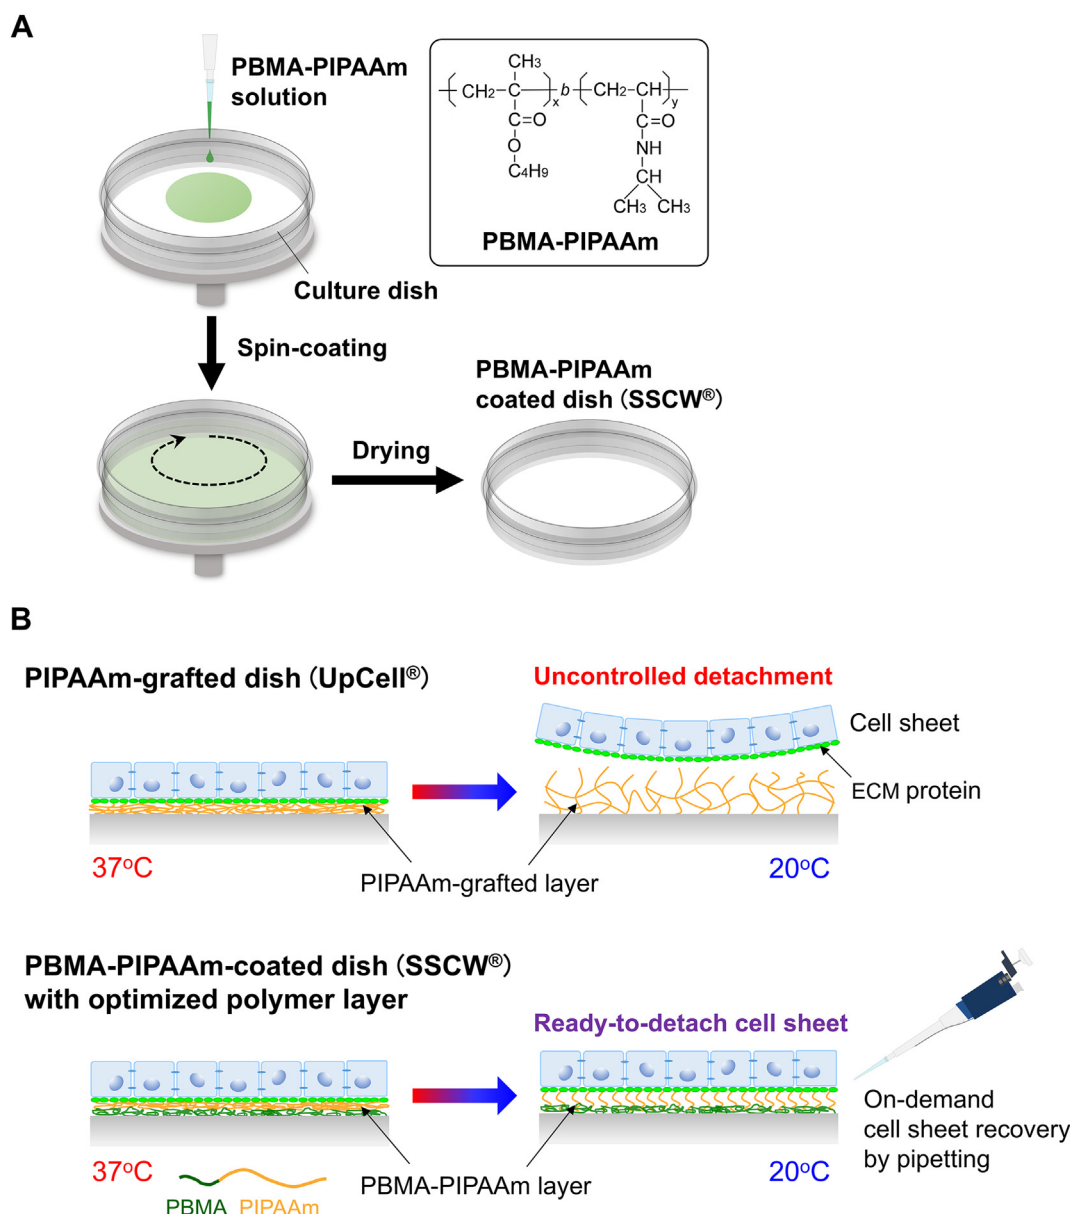 A
PBMA-PIPAAm
solution
CH₃
CH₂
C
x
b
CH₂
CH
y
C=O
O
C₄H₉
C=O
NH
CH
CH₃
CH₃
PBMA-PIPAAm
Culture dish
Spin-coating
PBMA-PIPAAm
coated dish (SSCW®)
Drying
B
PIPAAm-grafted dish (UpCell®)
Uncontrolled detachment
Cell sheet
ECM protein
37°C
20°C
PIPAAm-grafted layer
PBMA-PIPAAm-coated dish (SSCW®)
with optimized polymer layer
Ready-to-detach cell sheet
On-demand
cell sheet recovery
by pipetting
37°C
20°C
PBMA-PIPAAm layer
PBMA PIPAAm